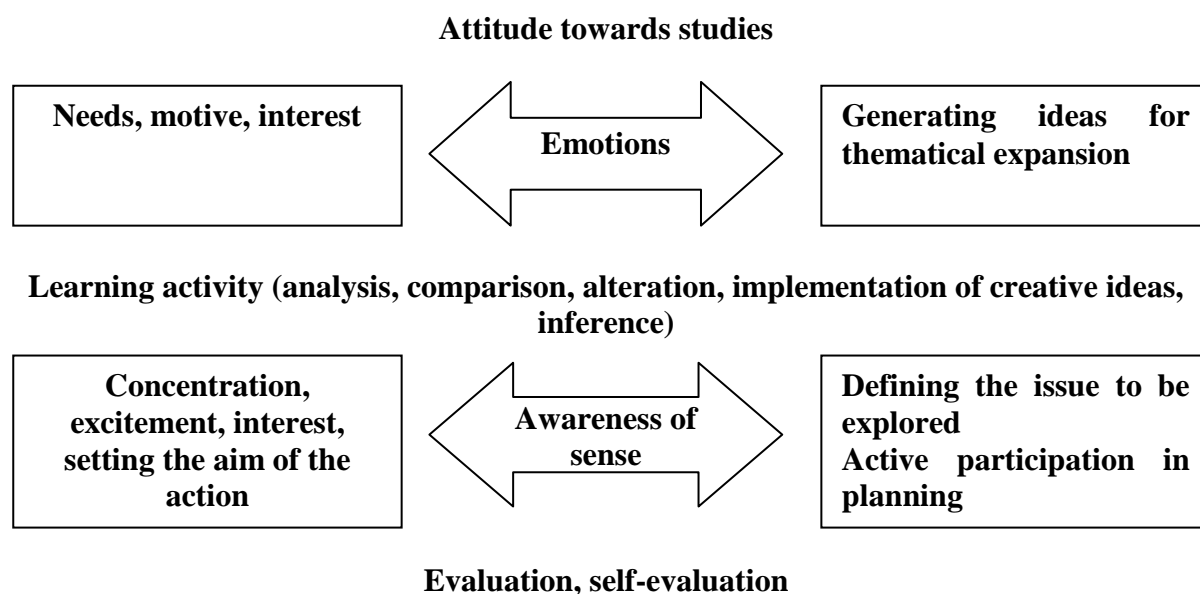 Attitude towards studies
Needs, motive, interest
Emotions
Generating ideas for
thematical expansion
Learning activity (analysis, comparison, alteration, implementation of creative ideas,
inference)
Concentration,
excitement, interest,
setting the aim of the
action
Awareness of
sense
Defining the issue to be
explored
Active participation in
planning
Evaluation, self-evaluation